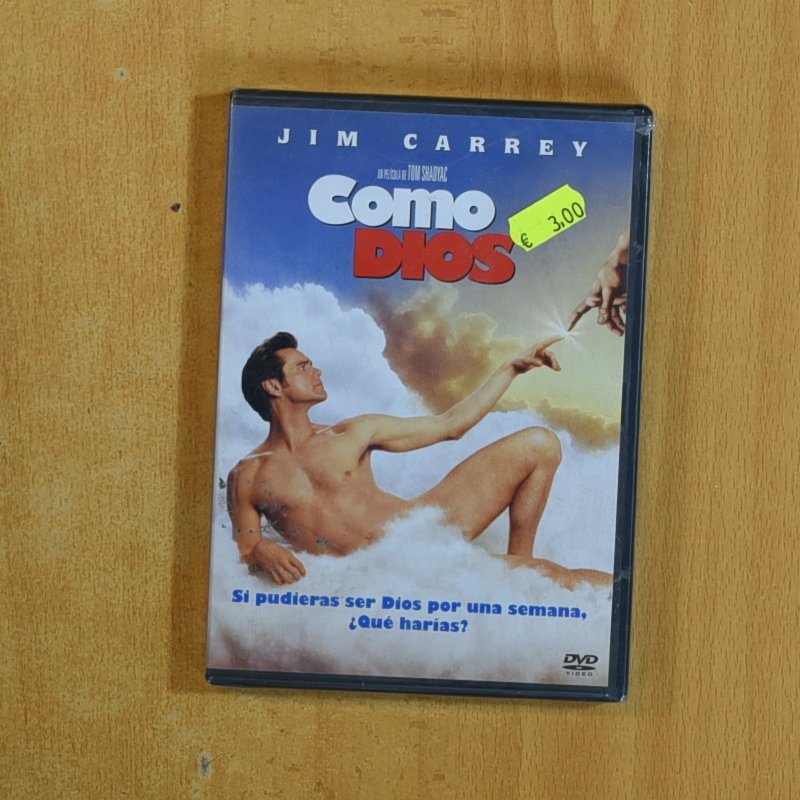 JIM CARREY
UN PELÍCULA DE TOM SHADYAC
COMO
DIOS
€ 3,00
Si pudieras ser Dios por una semana,
¿Qué harías?
DVD
VIDEO